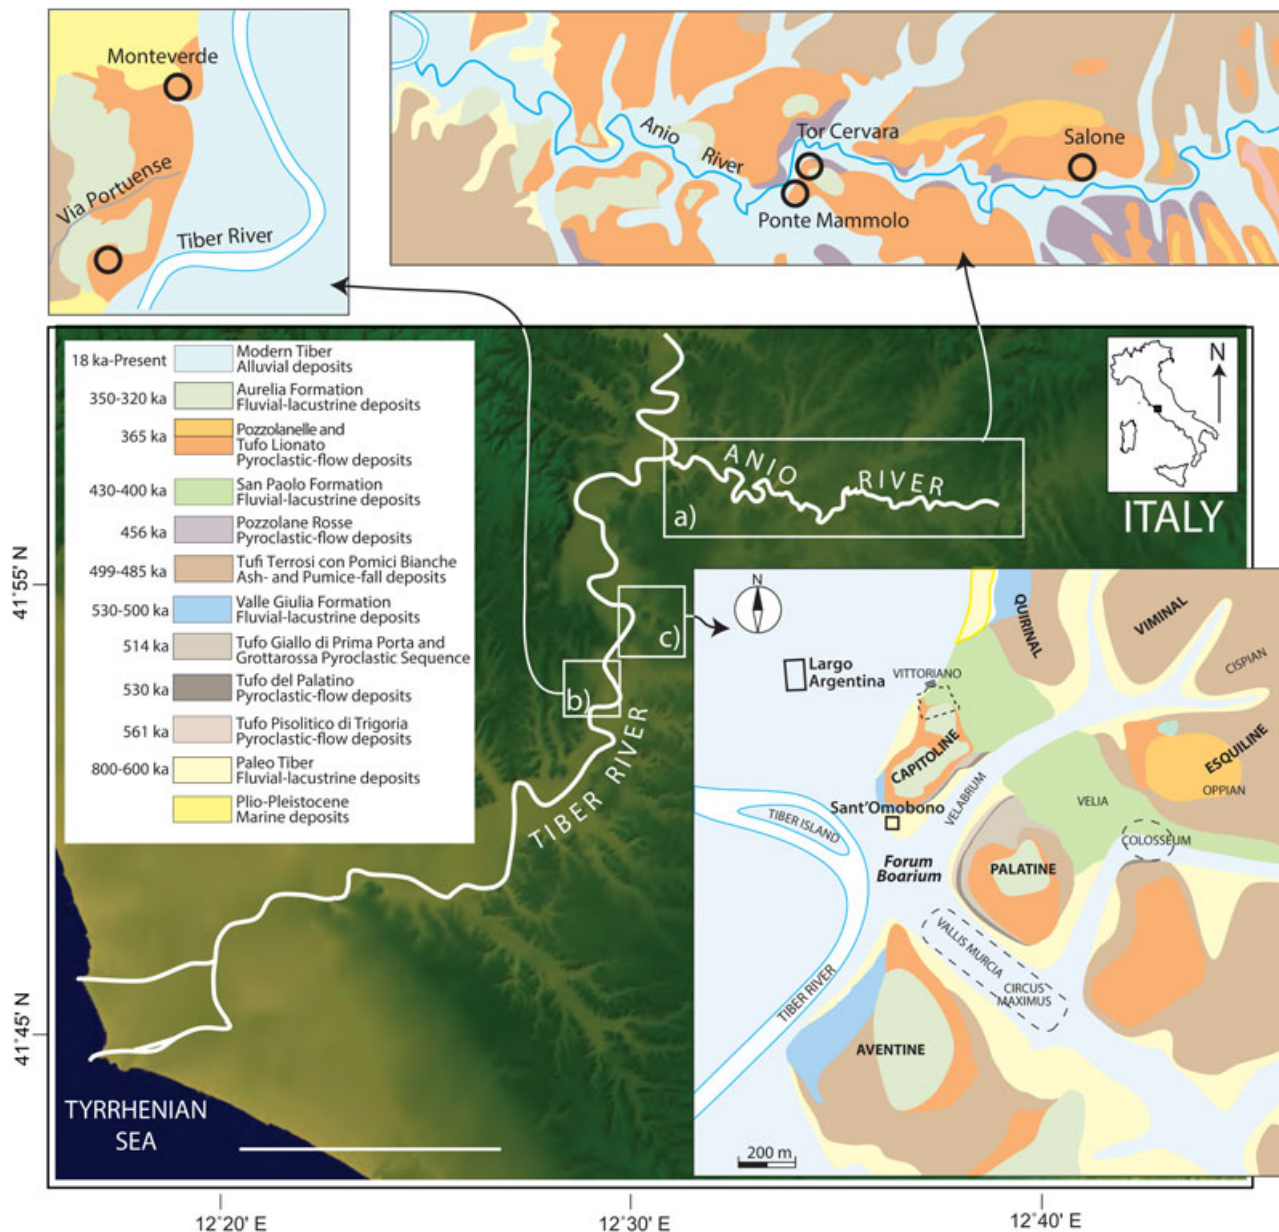 Monteverde
Via Portuense
Tiber River
Anio
River
Tor Cervara
Salone
Ponte Mammolo
18 ka-Present
Modern Tiber
Alluvial deposits
350-320 ka
Aurelia Formation
Fluvial-lacustrine deposits
365 ka
Pozzolanelle and
Tufo Lionato
Pyroclastic-flow deposits
430-400 ka
San Paolo Formation
Fluvial-lacustrine deposits
456 ka
Pozzolane Rosse
Pyroclastic-flow deposits
499-485 ka
Tufi Terrosi con Pomici Bianche
Ash- and Pumice-fall deposits
530-500 ka
Valle Giulia Formation
Fluvial-lacustrine deposits
514 ka
Tufo Giallo di Prima Porta and
Grottarossa Pyroclastic Sequence
530 ka
Tufo del Palatino
Pyroclastic-flow deposits
561 ka
Tufo Pisolitico di Trigoria
Pyroclastic-flow deposits
800-600 ka
Paleo Tiber
Fluvial-lacustrine deposits
Plio-Pleistocene
Marine deposits
ANIO
RIVER
a)
b)
c)
TIBER RIVER
N
ITALY
N
Largo
Argentina
VITTORIANO
QUIRINAL
VIMINAL
CISPIAN
CAPITOLINE
ESQUILINE
OPPIAN
Sant'Omobono
VELABRUM
VELIA
TIBER ISLAND
COLOSSEUM
Forum
Boarium
PALATINE
VALLIS MURCIA
CIRCUS
MAXIMUS
TIBER RIVER
AVENTINE
200 m
TYRRHENIAN
SEA
41°55' N
41°45' N
12°20' E
12°30' E
12°40' E